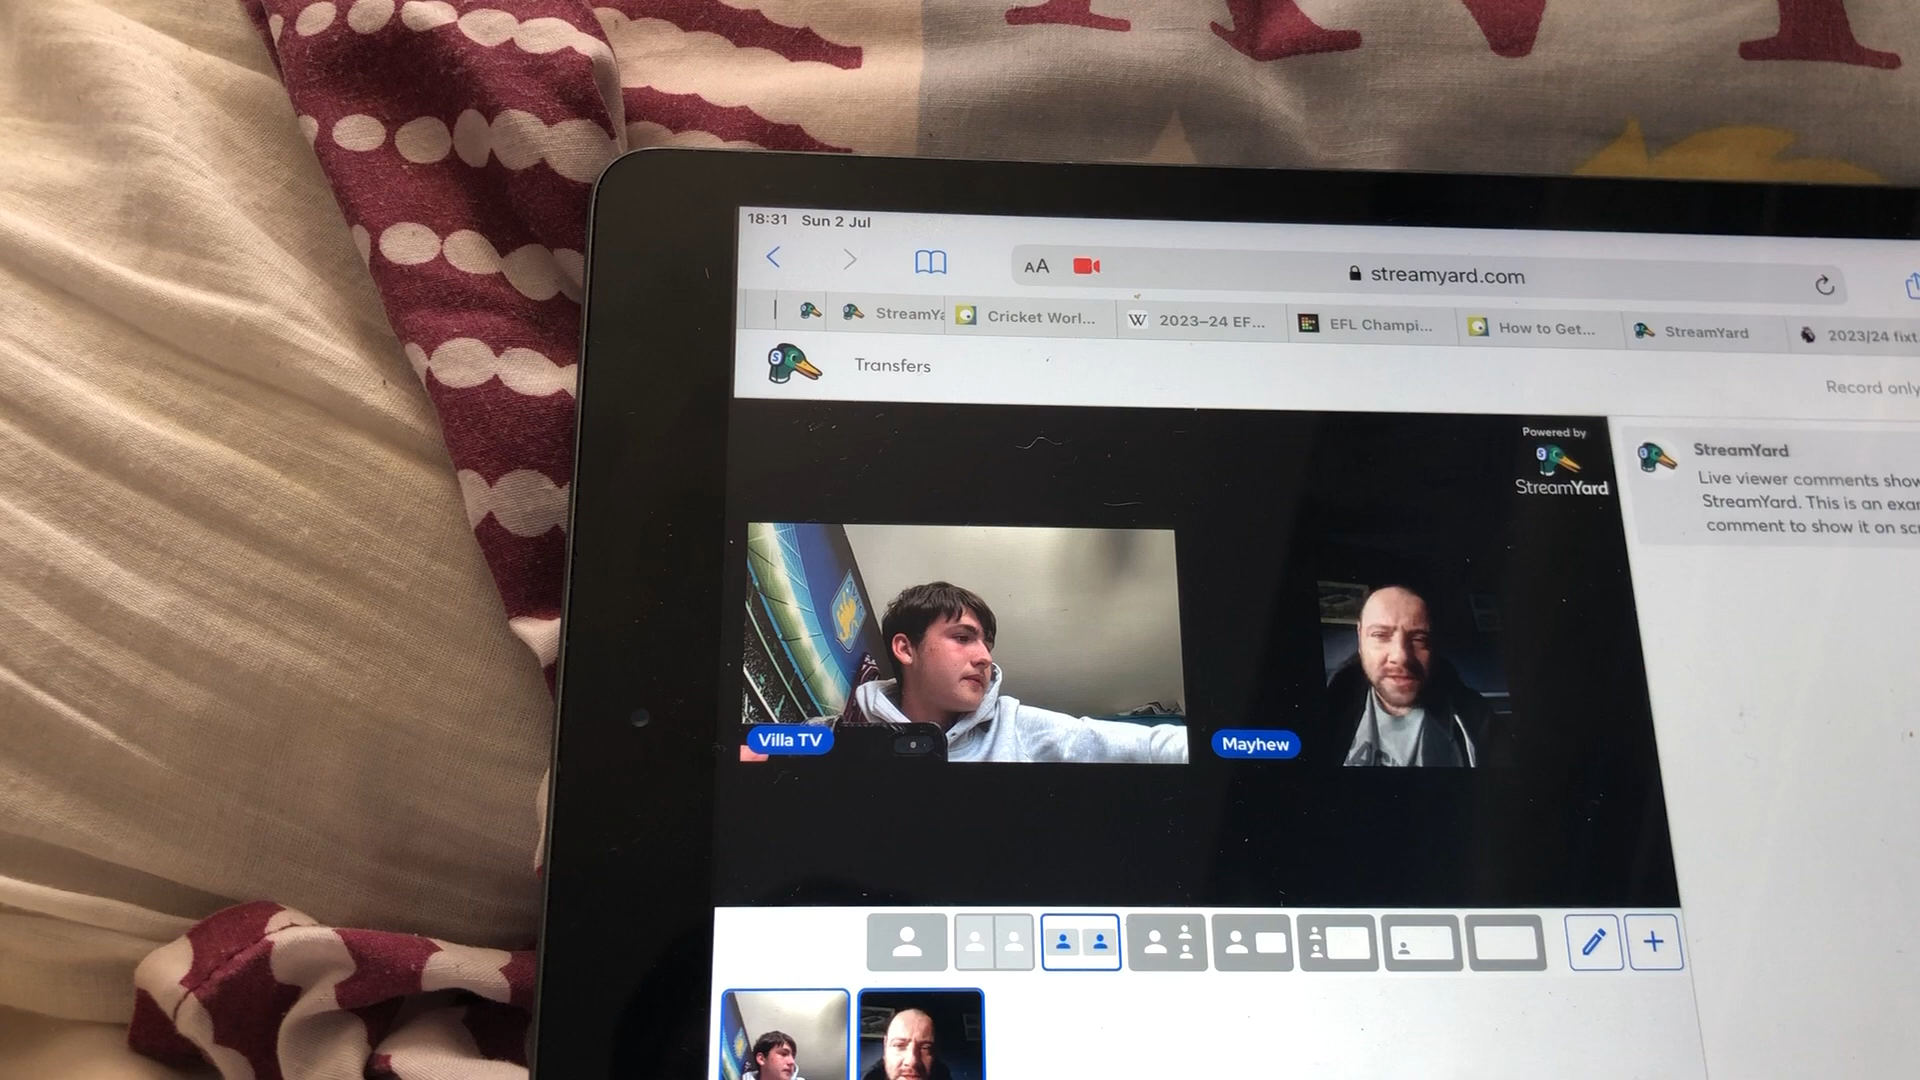 18:31 Sun 2 Jul
AA
streamyard.com
StreamYa
Cricket Worl...
W
2023–24 EF...
EFL Champi...
How to Get...
StreamYard
2023/24 fixt
Transfers
Record only
Powered by
StreamYard
StreamYard
Live viewer comments show
StreamYard. This is an exa
comment to show it on sc
Villa TV
Mayhew